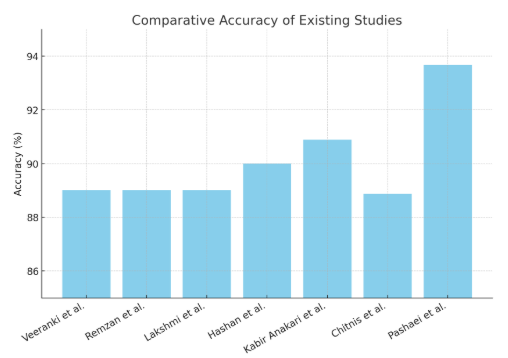 Comparative Accuracy of Existing Studies
Accuracy (%)
94
92
90
88
86
Veeranki et al.
Remzan et al.
Lakshmi et al.
Hashan et al.
Kabir Anakari et al.
Chitnis et al.
Pashaei et al.